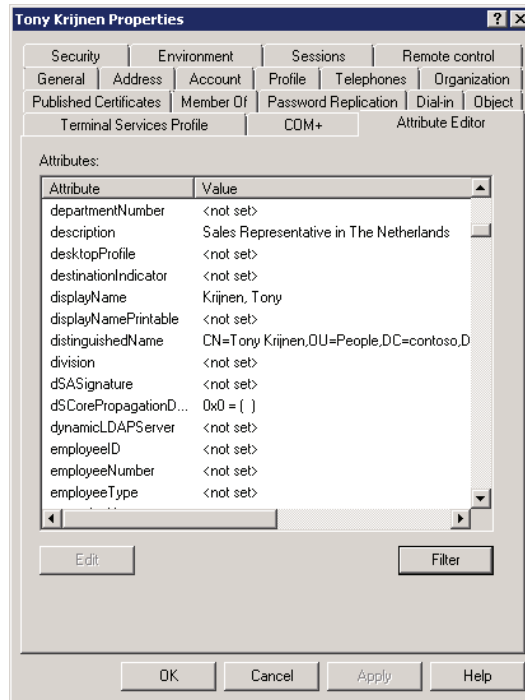 Tony Krijnen Properties
Security Environment Sessions Remote control
General Address Account Profile Telephones Organization
Published Certificates Member Of Password Replication Dial-in Object
Terminal Services Profile COM+ Attribute Editor
Attributes:
Attribute Value
departmentNumber <not set>
description Sales Representative in The Netherlands
desktopProfile <not set>
destinationIndicator <not set>
displayName Krijnen, Tony
displayNamePrintable <not set>
distinguishedName CN=Tony Krijnen,OU=People,DC=contoso,D
division <not set>
dSASignature <not set>
dSCorePropagationD... 0x0 = ( )
dynamicLDAPServer <not set>
employeeID <not set>
employeeNumber <not set>
employeeType <not set>
Edit Filter
OK Cancel Apply Help